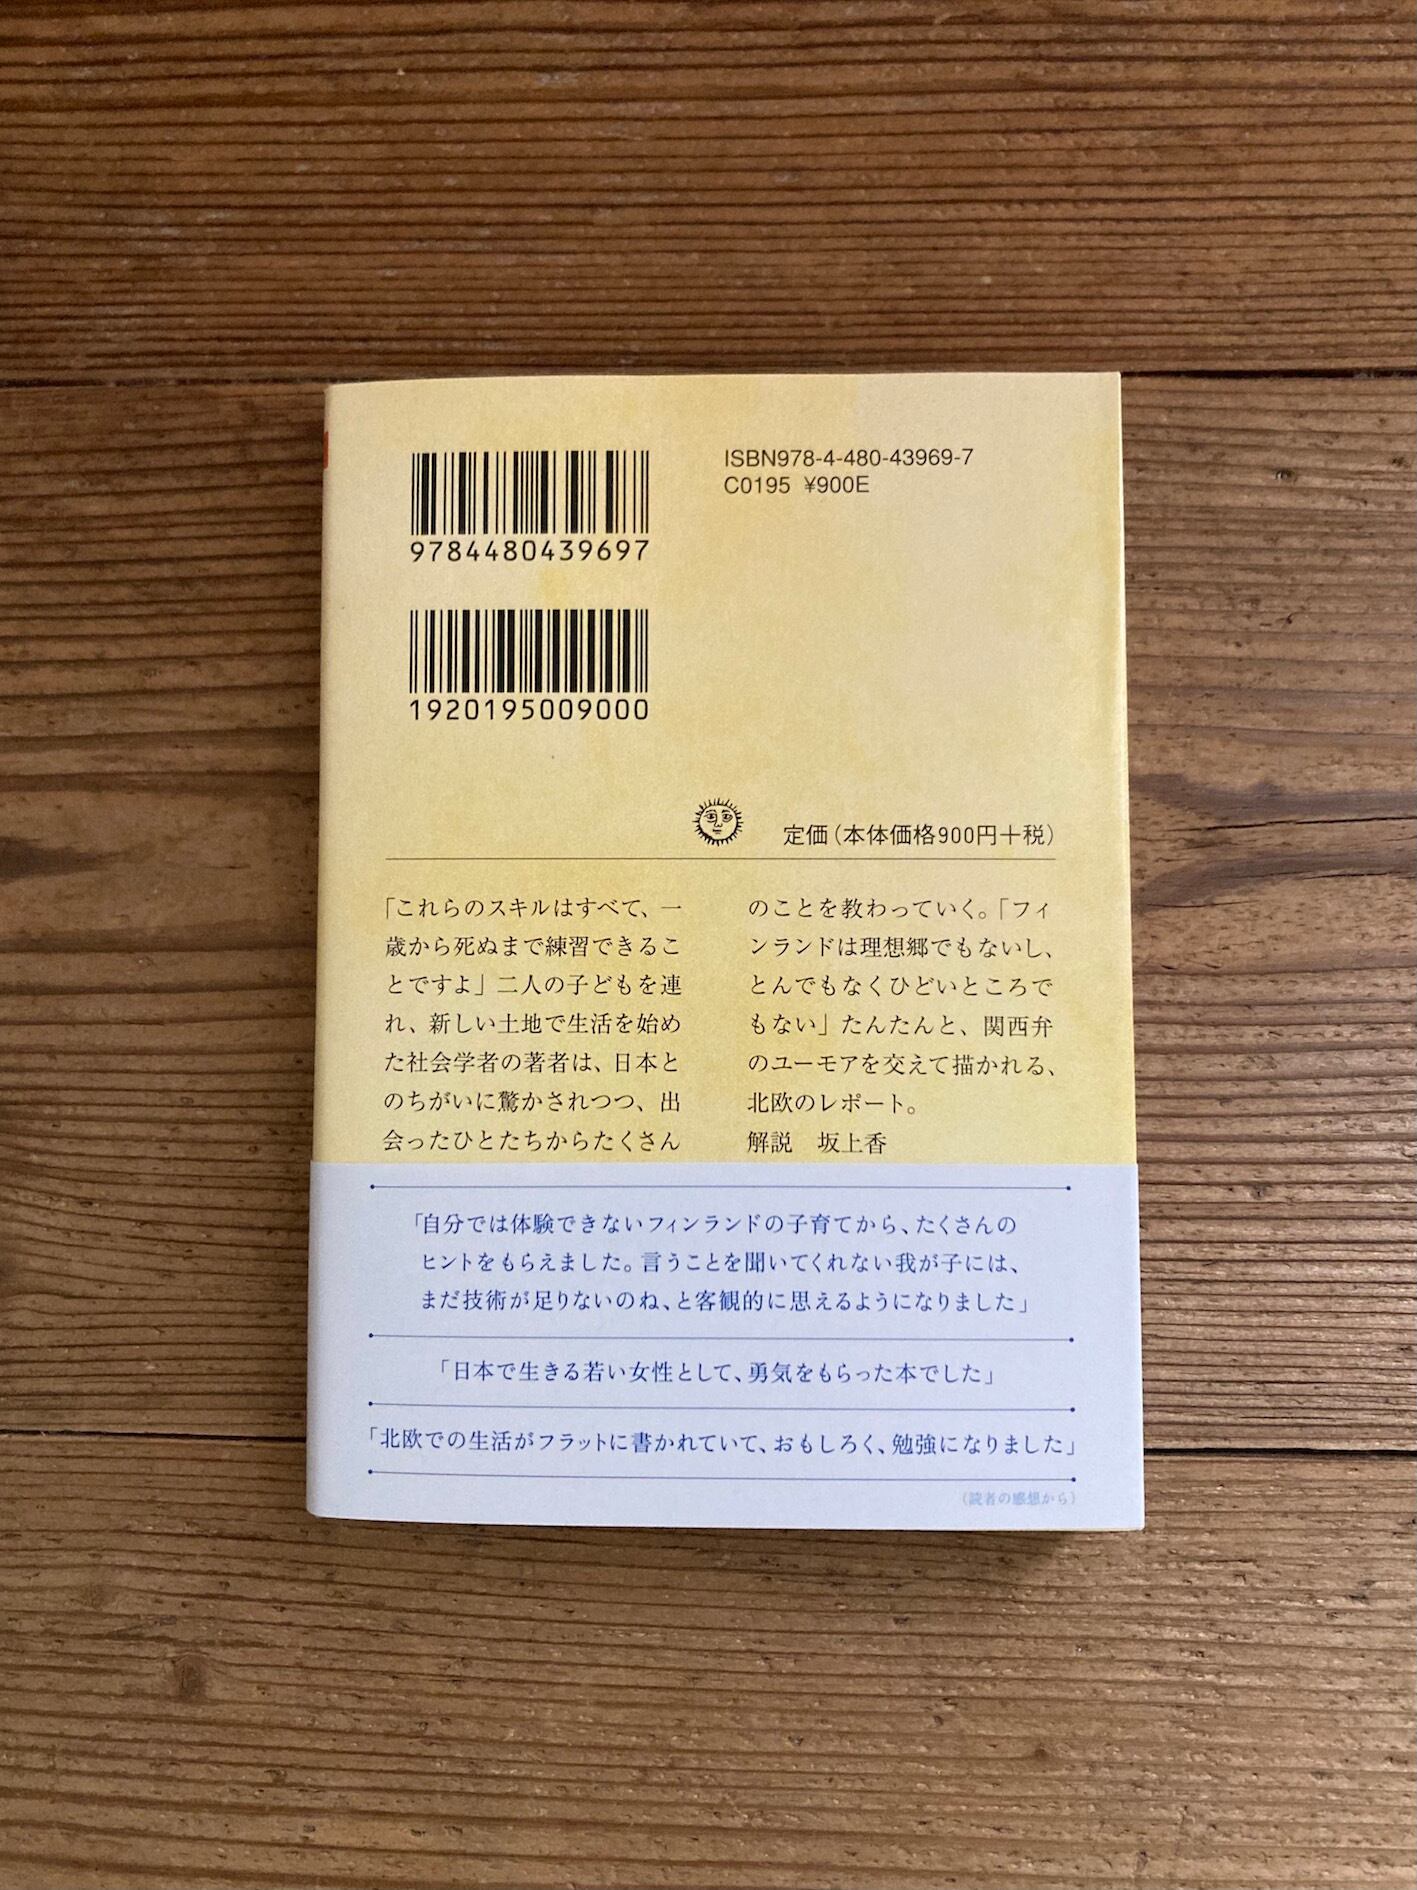 9784480439697
ISBN978-4-480-43969-7
C0195 ¥900E
1920195009000
定価（本体価格900円＋税）
「これらのスキルはすべて、一
歳から死ぬまで練習できるこ
とですよ」二人の子どもを連
れ、新しい土地で生活を始め
た社会学者の著者は、日本と
のちがいに驚かされつつ、出
会ったひとたちからたくさん
のことを教わっていく。「フィ
ンランドは理想郷でもないし、
とんでもなくひどいところで
もない」たんたんと、関西弁
のユーモアを交えて描かれる、
北欧のレポート。
解説　坂上香
「自分では体験できないフィンランドの子育てから、たくさんの
ヒントをもらえました。言うことを聞いてくれない我が子には、
まだ技術が足りないのね、と客観的に思えるようになりました」
「日本で生きる若い女性として、勇気をもらった本でした」
「北欧での生活がフラットに書かれていて、おもしろく、勉強になりました」
（読者の感想から）